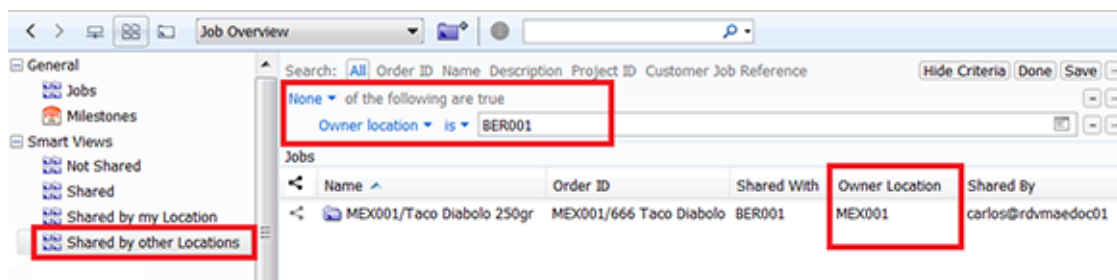 Job Overview
General
Jobs
Milestones
Smart Views
Not Shared
Shared
Shared by my Location
Shared by other Locations
Search: All Order ID Name Description Project ID Customer Job Reference Hide Criteria Done Save
None of the following are true
Owner location is BER001
Jobs
Name Order ID Shared With Owner Location Shared By
MEX001/Taco Diabolo 250gr MEX001/666 Taco Diabolo BER001 MEX001 carlos@rdvmaedoc01